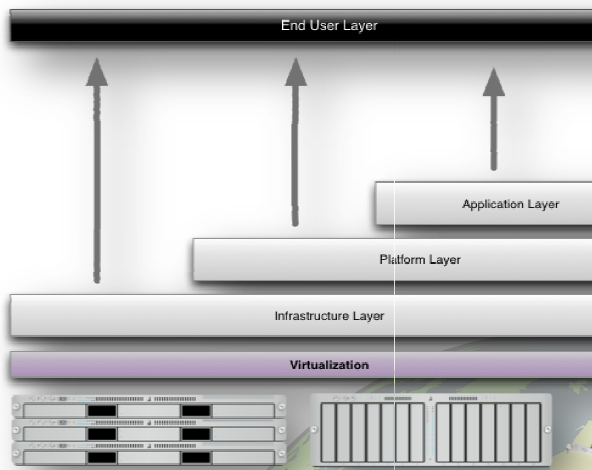 End User Layer
Application Layer
Platform Layer
Infrastructure Layer
Virtualization